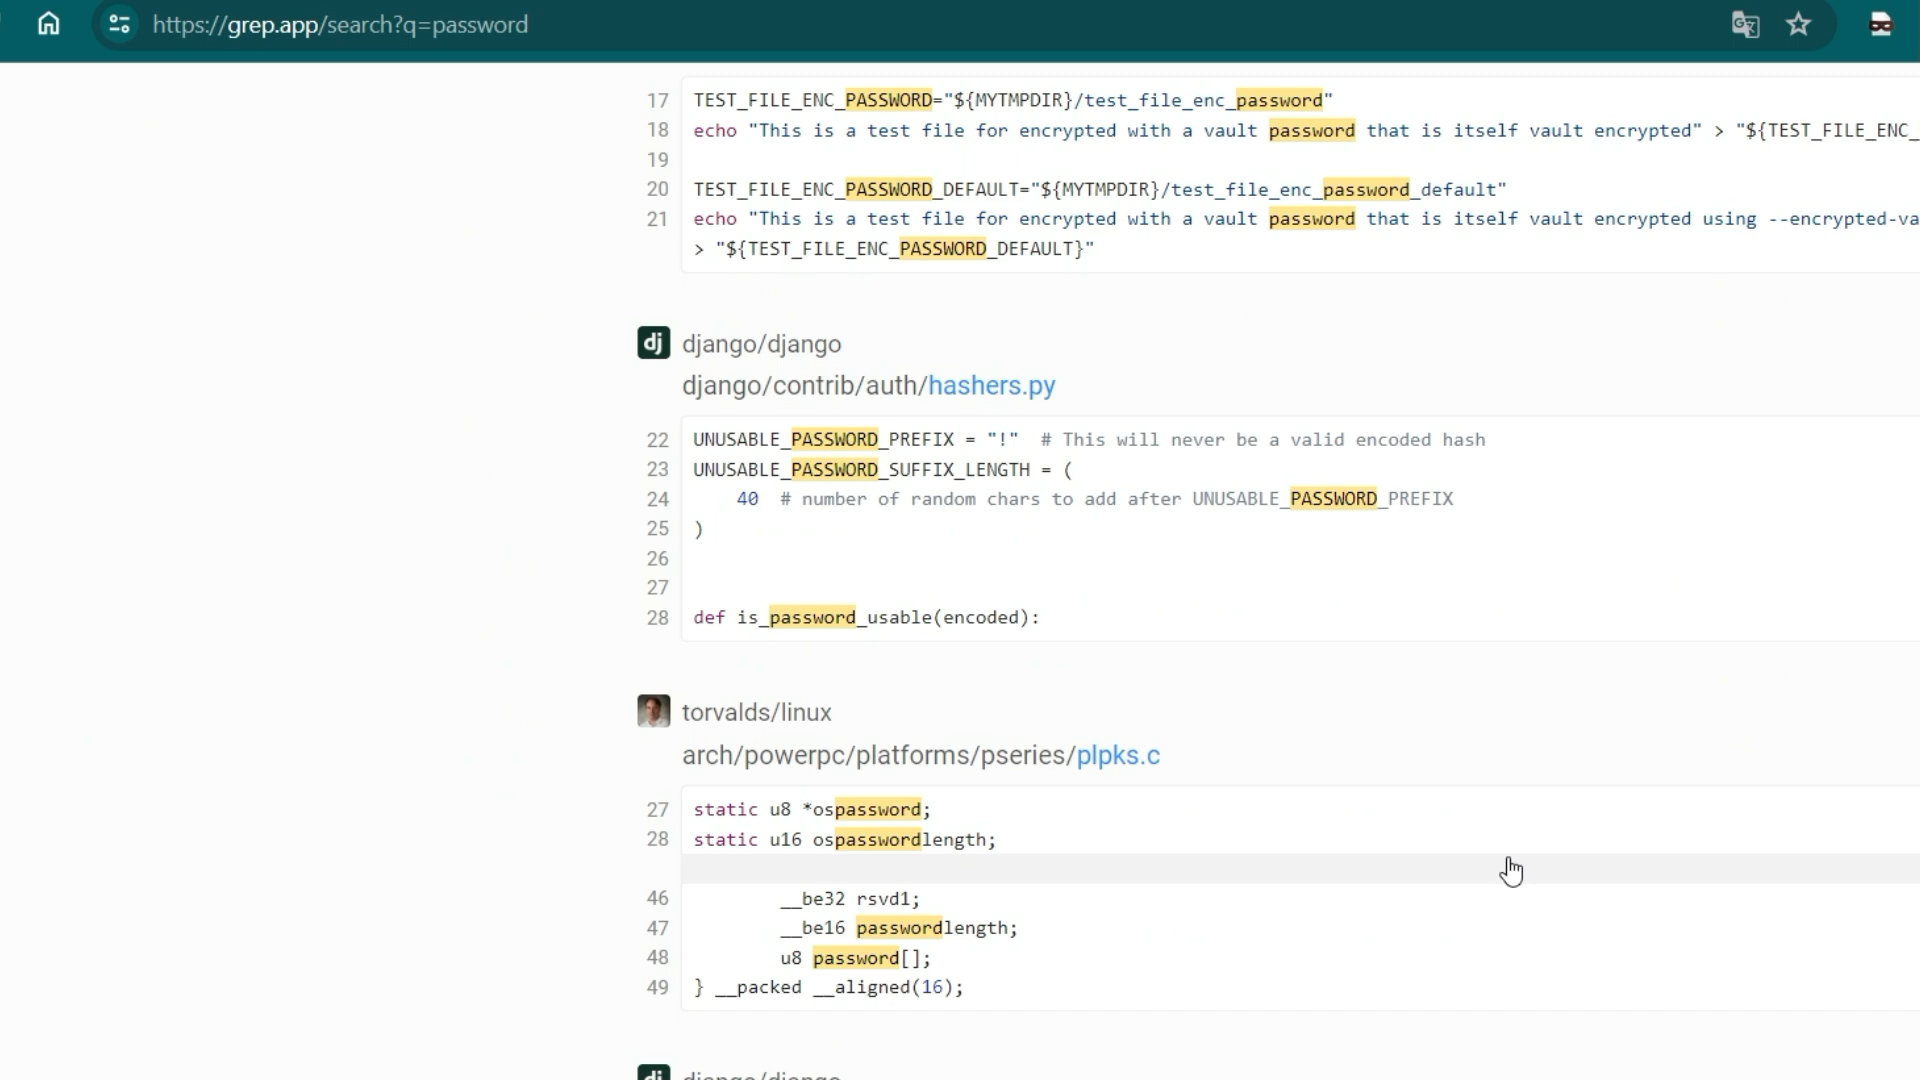 https://grep.app/search?q=password
17 TEST_FILE_ENC_PASSWORD="${MYTMPDIR}/test_file_enc_password"
18 echo "This is a test file for encrypted with a vault password that is itself vault encrypted" > "${TEST_FILE_ENC_
19
20 TEST_FILE_ENC_PASSWORD_DEFAULT="${MYTMPDIR}/test_file_enc_password_default"
21 echo "This is a test file for encrypted with a vault password that is itself vault encrypted using --encrypted-va
> "${TEST_FILE_ENC_PASSWORD_DEFAULT}"
dj django/django
django/contrib/auth/hashers.py
22 UNUSABLE_PASSWORD_PREFIX = "!"  # This will never be a valid encoded hash
23 UNUSABLE_PASSWORD_SUFFIX_LENGTH = (
24     40  # number of random chars to add after UNUSABLE_PASSWORD_PREFIX
25 )
26
27
28 def is_password_usable(encoded):
torvalds/linux
arch/powerpc/platforms/pseries/plpks.c
27 static u8 *ospassword;
28 static u16 ospasswordlength;
46 __be32 rsvd1;
47 __be16 passwordlength;
48 u8 password[];
49 } __packed __aligned(16);
dj django/django